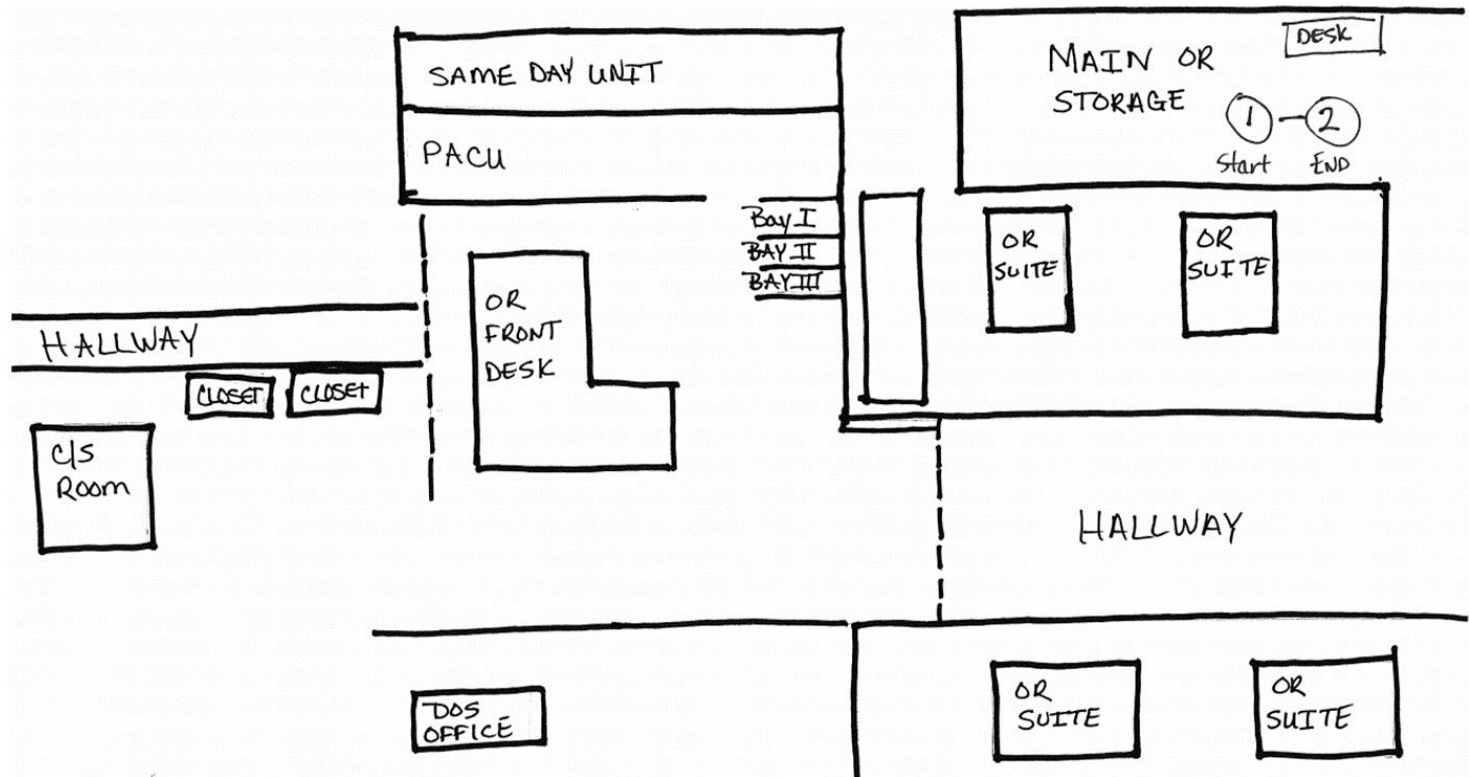 SAME DAY UNIT
PACU
MAIN OR
STORAGE
DESK
1 - 2
Start END
Bay I
BAY II
BAY III
OR
SUITE
OR
SUITE
OR
FRONT
DESK
HALLWAY
CLOSET CLOSET
C/S
Room
HALLWAY
DOS
OFFICE
OR
SUITE
OR
SUITE